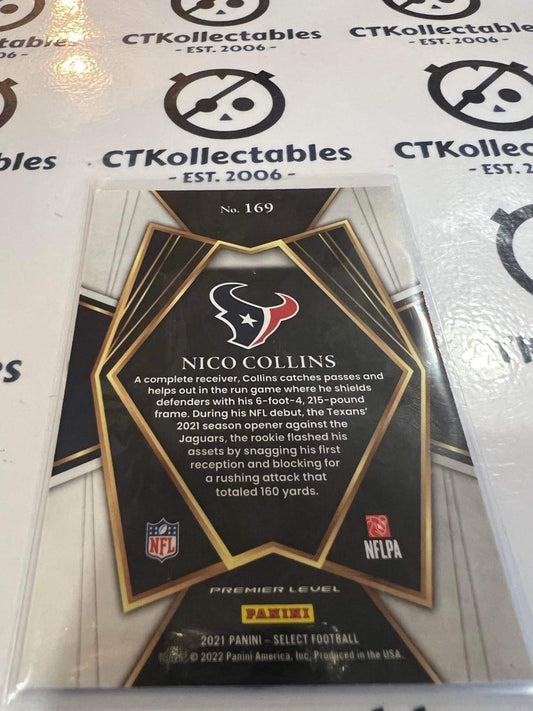 CTKollectables
- EST. 2006 -
CTKollectables
- EST. 2006 -
CTKollectables
- EST. 2006 -
No. 169
NICO COLLINS
A complete receiver, Collins catches passes and
helps out in the run game where he shields
defenders with his 6-foot-4, 215-pound
frame. During his NFL debut, the Texans'
2021 season opener against the
Jaguars, the rookie flashed his
assets by snagging his first
reception and blocking for
a rushing attack that
totaled 160 yards.
NFL
NFLPA
PREMIER LEVEL
PANINI
2021 PANINI – SELECT FOOTBALL
© 2022 Panini America, Inc. Produced in the USA.